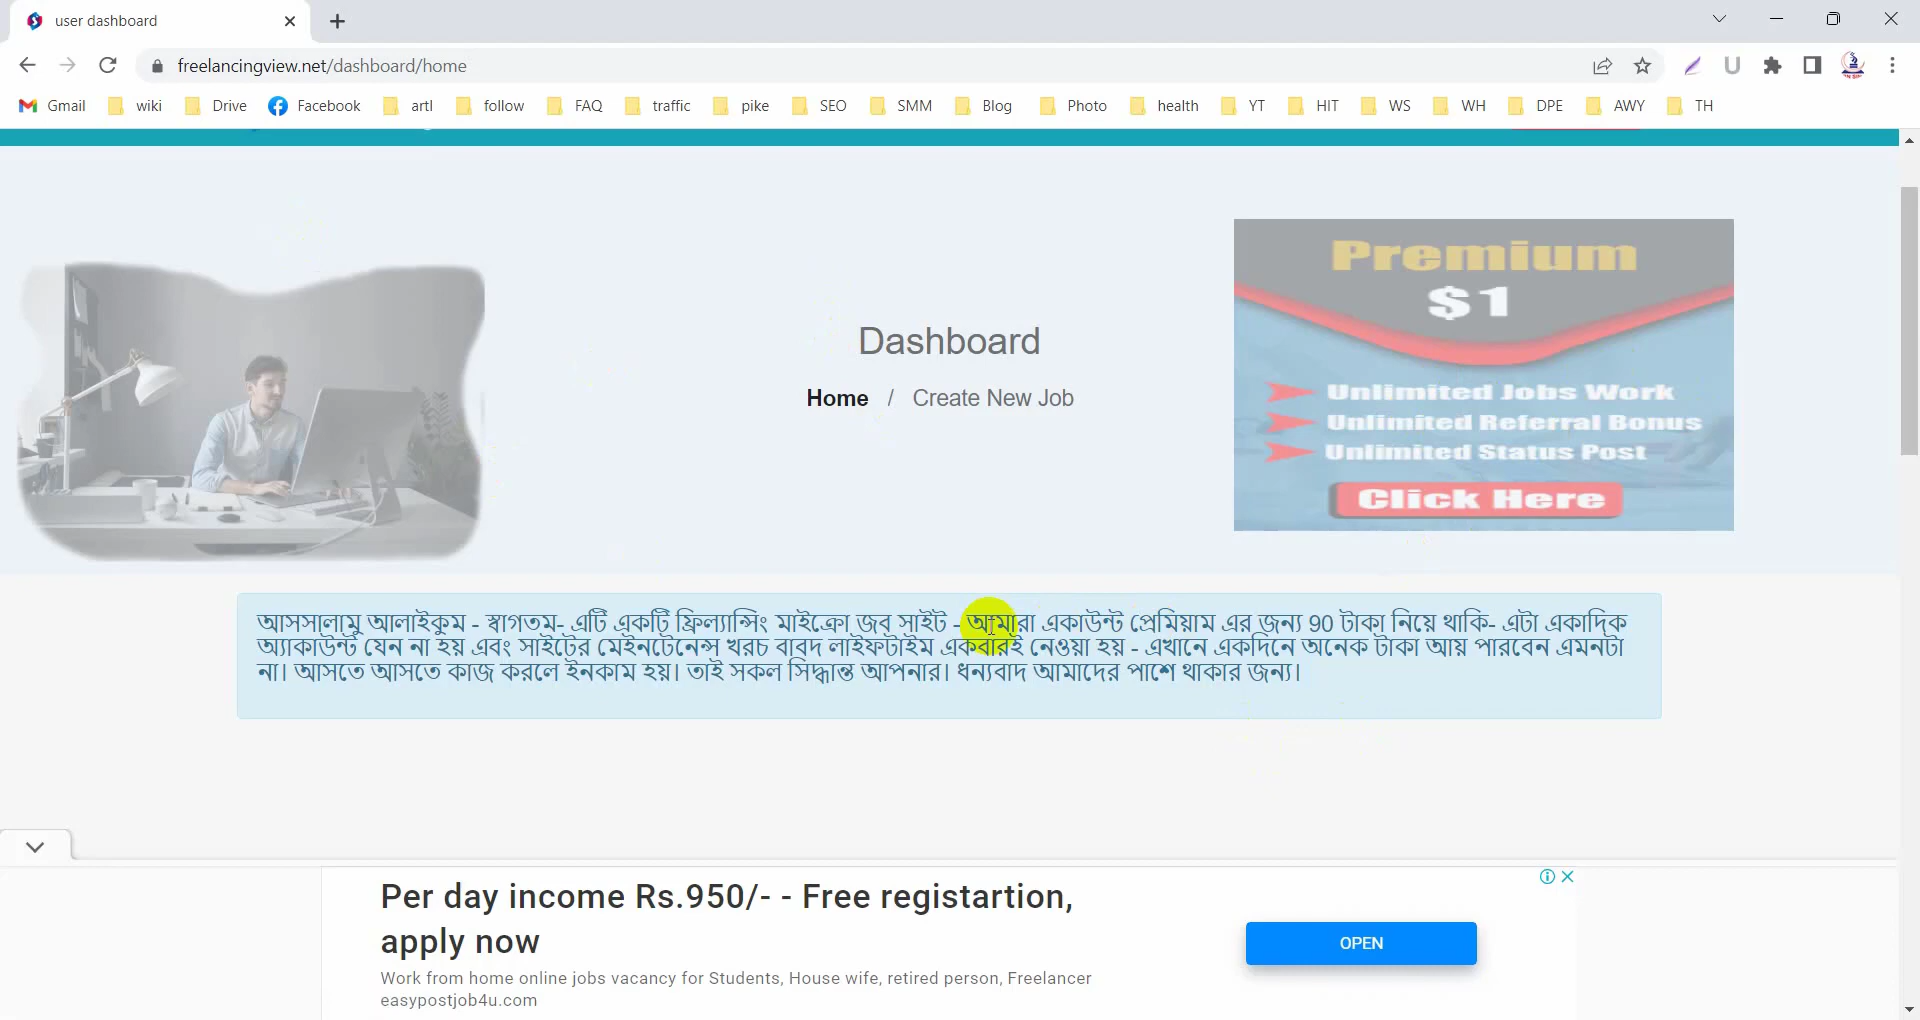 user dashboard
freelancingview.net/dashboard/home
Gmail wiki Drive Facebook artl follow FAQ traffic pike SEO SMM Blog Photo health YT HIT WS WH DPE AWY TH
Dashboard
Home / Create New Job
Premium
$1
Unlimited Jobs Work
Unlimited Referral Bonus
Unlimited Status Post
Click Here
আসসালামু আলাইকুম - স্বাগতম- এটি একটি ফ্রিল্যান্সিং মাইক্রো জব সাইট - আমারা একাউন্ট প্রেমিয়াম এর জন্য 90 টাকা নিয়ে থাকি- এটা একাদিক
অ্যাকাউন্ট যেন না হয় এবং সাইটের মেইনটেনেন্স খরচ বাবদ লাইফটাইম একবারই নেওয়া হয় - এখানে একদিনে অনেক টাকা আয় পারবেন এমনটা
না। আসতে আসতে কাজ করলে ইনকাম হয়। তাই সকল সিদ্ধান্ত আপনার। ধন্যবাদ আমাদের পাশে থাকার জন্য।
Per day income Rs.950/- - Free registartion,
apply now
Work from home online jobs vacancy for Students, House wife, retired person, Freelancer
easypostjob4u.com
OPEN